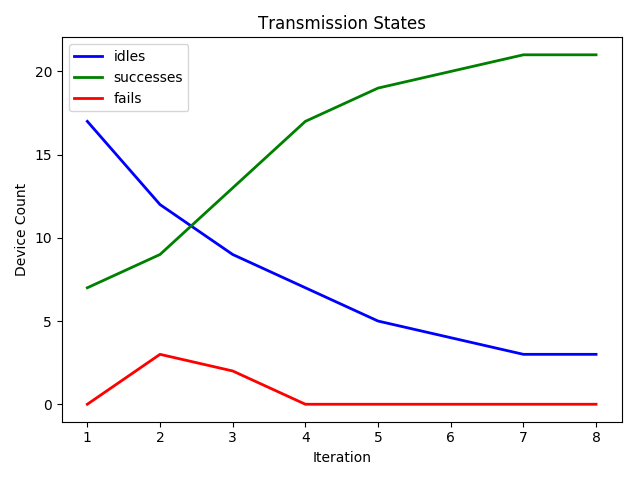 Transmission States
idles
successes
fails
Device Count
20
15
10
5
0
1 2 3 4 5 6 7 8
Iteration